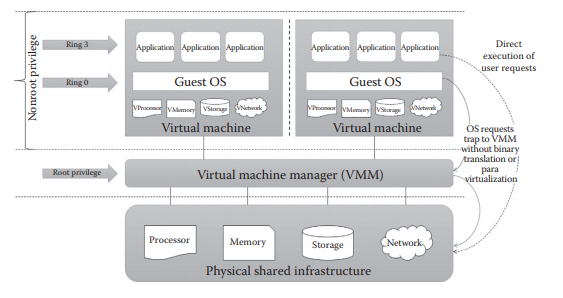 Nonroot privilege
Ring 3
Ring 0
Application
Application
Application
Guest OS
VProcessor
VMemory
VStorage
VNetwork
Virtual machine
Application
Application
Application
Guest OS
VProcessor
VMemory
VStorage
VNetwork
Virtual machine
Direct
execution of
user requests
OS requests
trap to VMM
without binary
translation or
para
virtualization
Root privilege
Virtual machine manager (VMM)
Processor
Memory
Storage
Network
Physical shared infrastructure